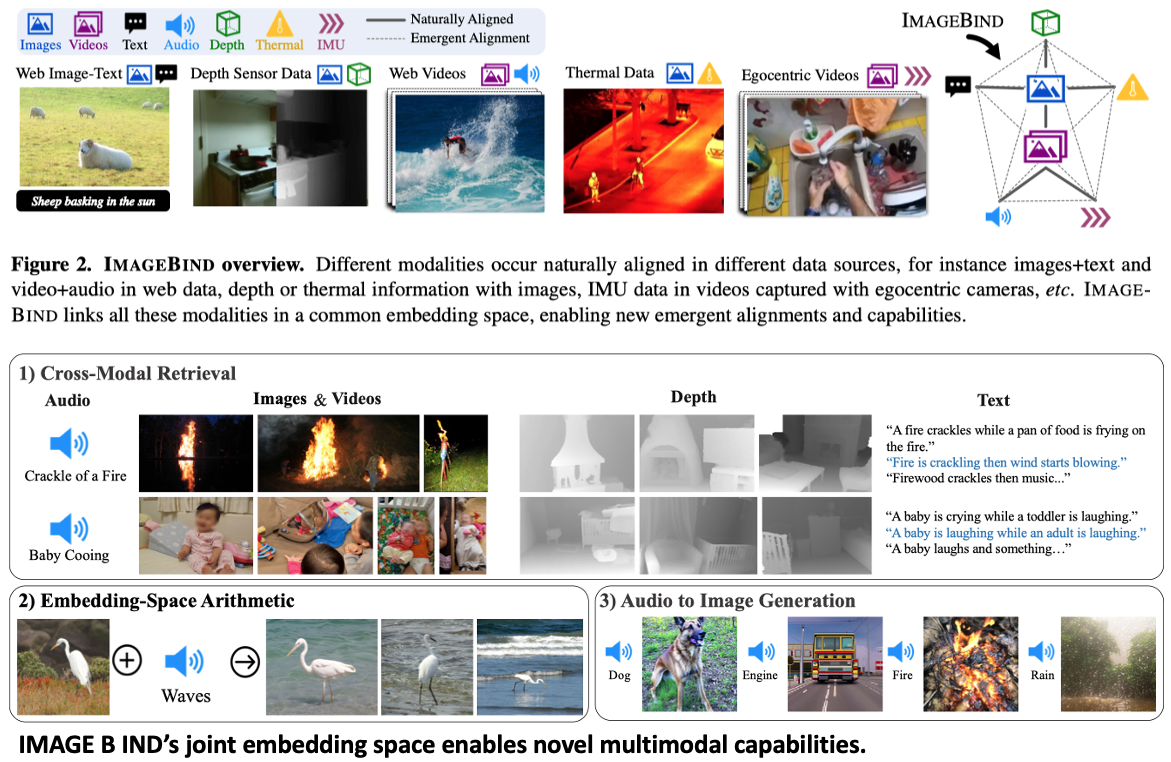 Images Videos Text Audio Depth Thermal IMU
Naturally Aligned
Emergent Alignment
IMAGEBIND
Web Image-Text
Depth Sensor Data
Web Videos
Thermal Data
Egocentric Videos
Sheep basking in the sun
Figure 2. IMAGEBIND overview. Different modalities occur naturally aligned in different data sources, for instance images+text and
video+audio in web data, depth or thermal information with images, IMU data in videos captured with egocentric cameras, etc. IMAGE-
BIND links all these modalities in a common embedding space, enabling new emergent alignments and capabilities.
1) Cross-Modal Retrieval
Audio
Images & Videos
Depth
Text
Crackle of a Fire
“A fire crackles while a pan of food is frying on
the fire.”
“Fire is crackling then wind starts blowing.”
“Firewood crackles then music...”
Baby Cooing
“A baby is crying while a toddler is laughing.”
“A baby is laughing while an adult is laughing.”
“A baby laughs and something…”
2) Embedding-Space Arithmetic
Waves
3) Audio to Image Generation
Dog
Engine
Fire
Rain
IMAGE B IND’s joint embedding space enables novel multimodal capabilities.